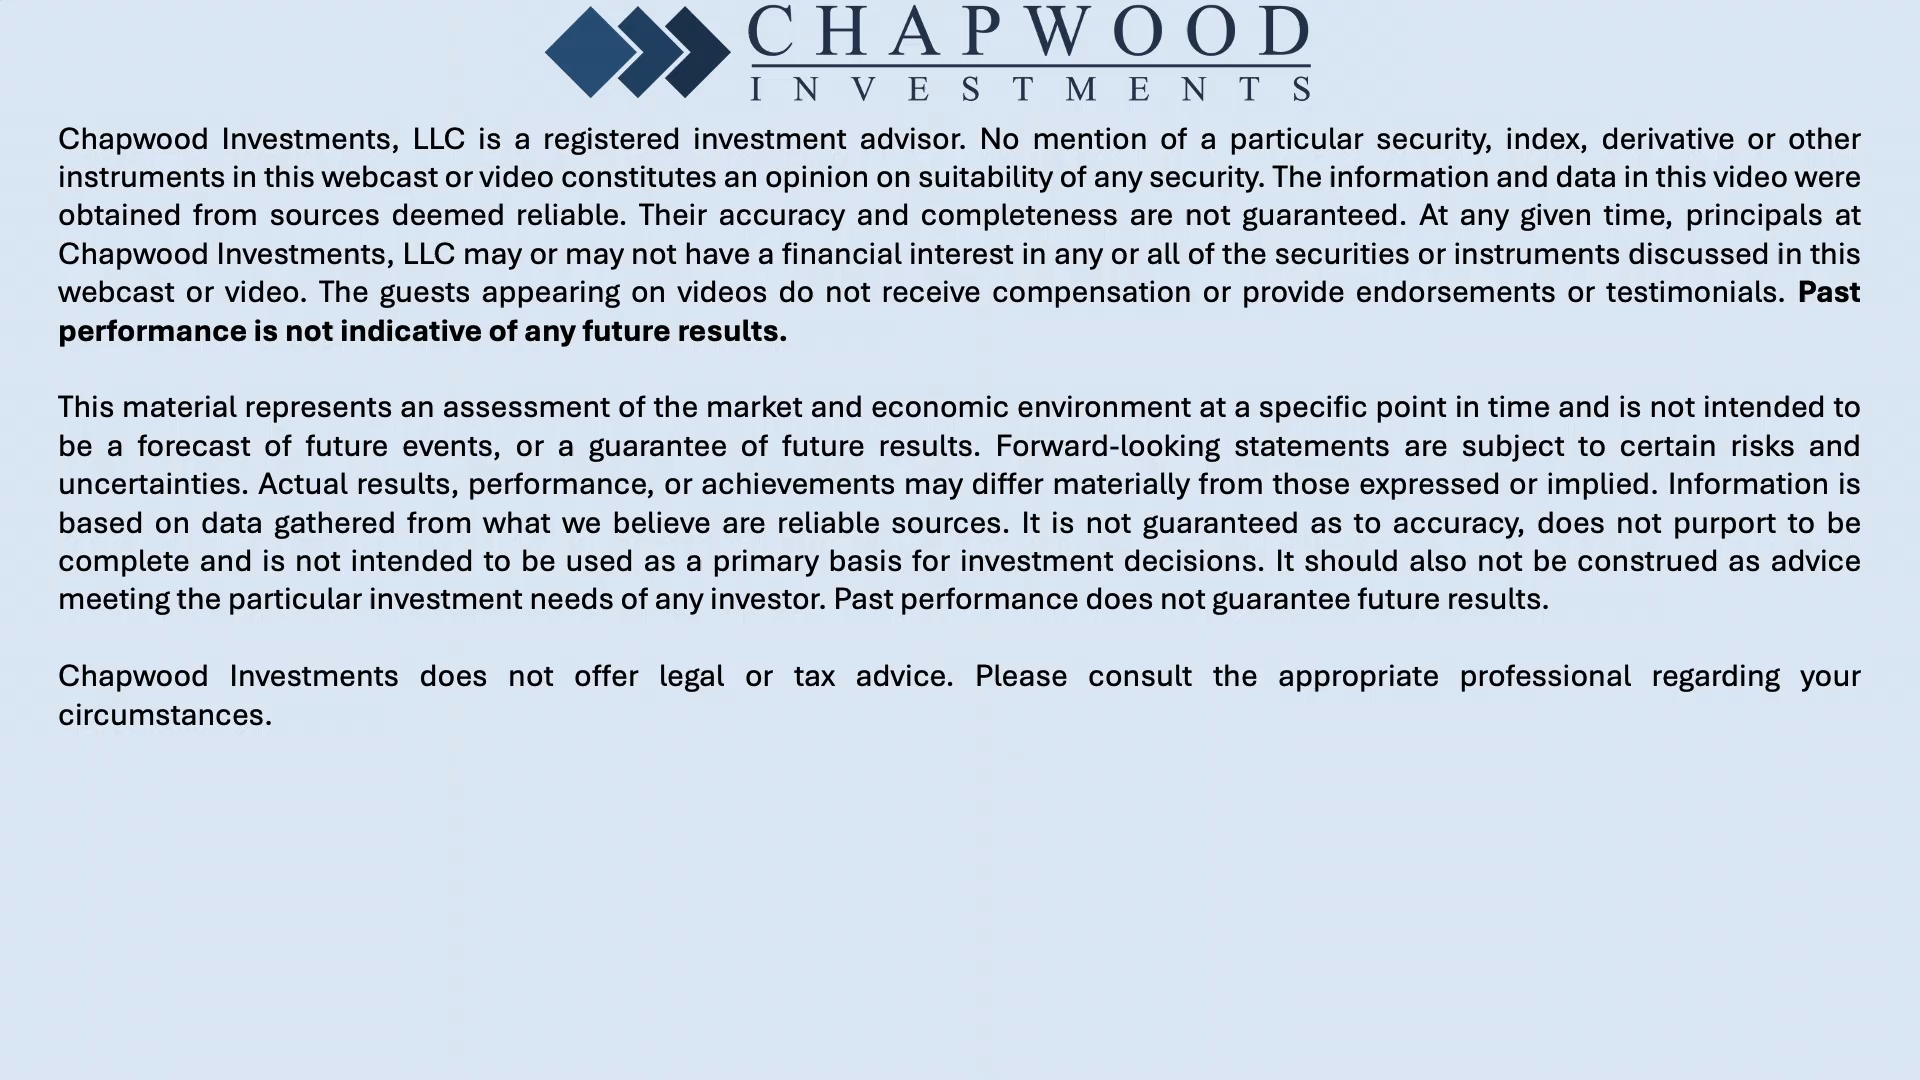 CHAPWOOD
INVESTMENTS
Chapwood Investments, LLC is a registered investment advisor. No mention of a particular security, index, derivative or other
instruments in this webcast or video constitutes an opinion on suitability of any security. The information and data in this video were
obtained from sources deemed reliable. Their accuracy and completeness are not guaranteed. At any given time, principals at
Chapwood Investments, LLC may or may not have a financial interest in any or all of the securities or instruments discussed in this
webcast or video. The guests appearing on videos do not receive compensation or provide endorsements or testimonials. Past
performance is not indicative of any future results.
This material represents an assessment of the market and economic environment at a specific point in time and is not intended to
be a forecast of future events, or a guarantee of future results. Forward-looking statements are subject to certain risks and
uncertainties. Actual results, performance, or achievements may differ materially from those expressed or implied. Information is
based on data gathered from what we believe are reliable sources. It is not guaranteed as to accuracy, does not purport to be
complete and is not intended to be used as a primary basis for investment decisions. It should also not be construed as advice
meeting the particular investment needs of any investor. Past performance does not guarantee future results.
Chapwood Investments does not offer legal or tax advice. Please consult the appropriate professional regarding your
circumstances.